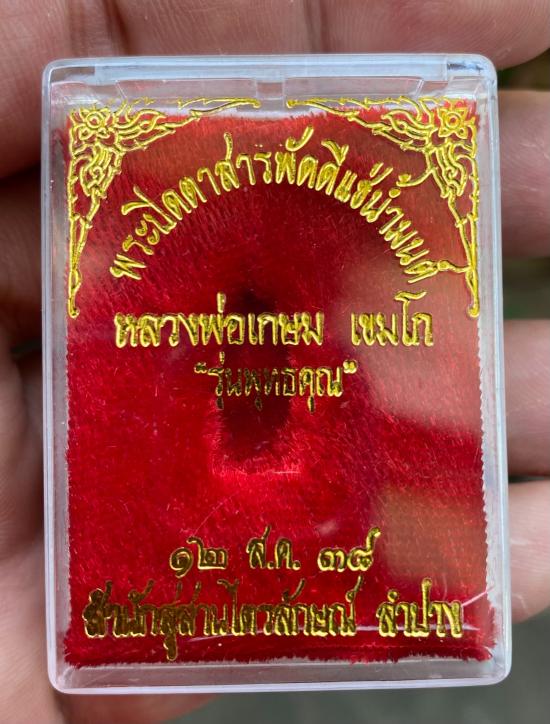 พระปิดตาสารพัดดีแช่น้ำมนต์
หลวงพ่อเกษม เขมโก
"รุ่นพุทธคุณ"
๑๒ ส.ค. ๓๘
สำนักสุสานไตรลักษณ์ ลำปาง